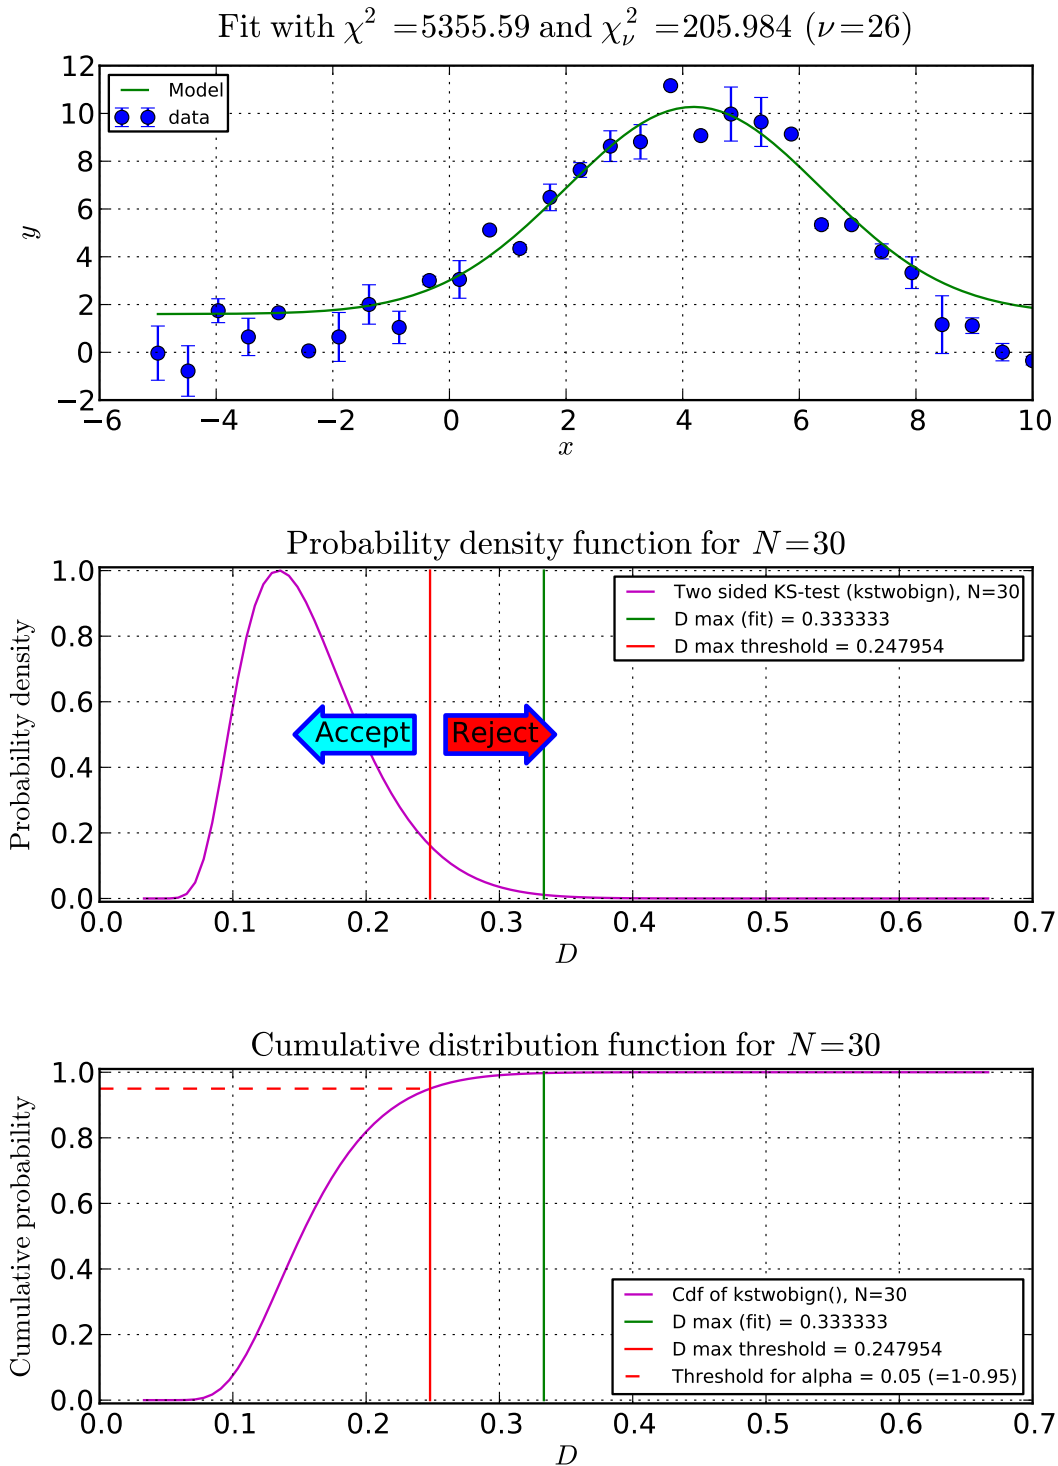 Fit with χ² =5355.59 and χ²ᵥ =205.984 (ν=26)
12
10
8
6
4
2
0
−2
y
Model
data
−6 −4 −2 0 2 4 6 8 10
x
Probability density function for N=30
1.0
0.8
0.6
0.4
0.2
0.0
Probability density
Two sided KS-test (kstwobign), N=30
D max (fit) = 0.333333
D max threshold = 0.247954
Accept Reject
0.0 0.1 0.2 0.3 0.4 0.5 0.6 0.7
D
Cumulative distribution function for N=30
1.0
0.8
0.6
0.4
0.2
0.0
Cumulative probability
Cdf of kstwobign(), N=30
D max (fit) = 0.333333
D max threshold = 0.247954
Threshold for alpha = 0.05 (=1-0.95)
0.0 0.1 0.2 0.3 0.4 0.5 0.6 0.7
D